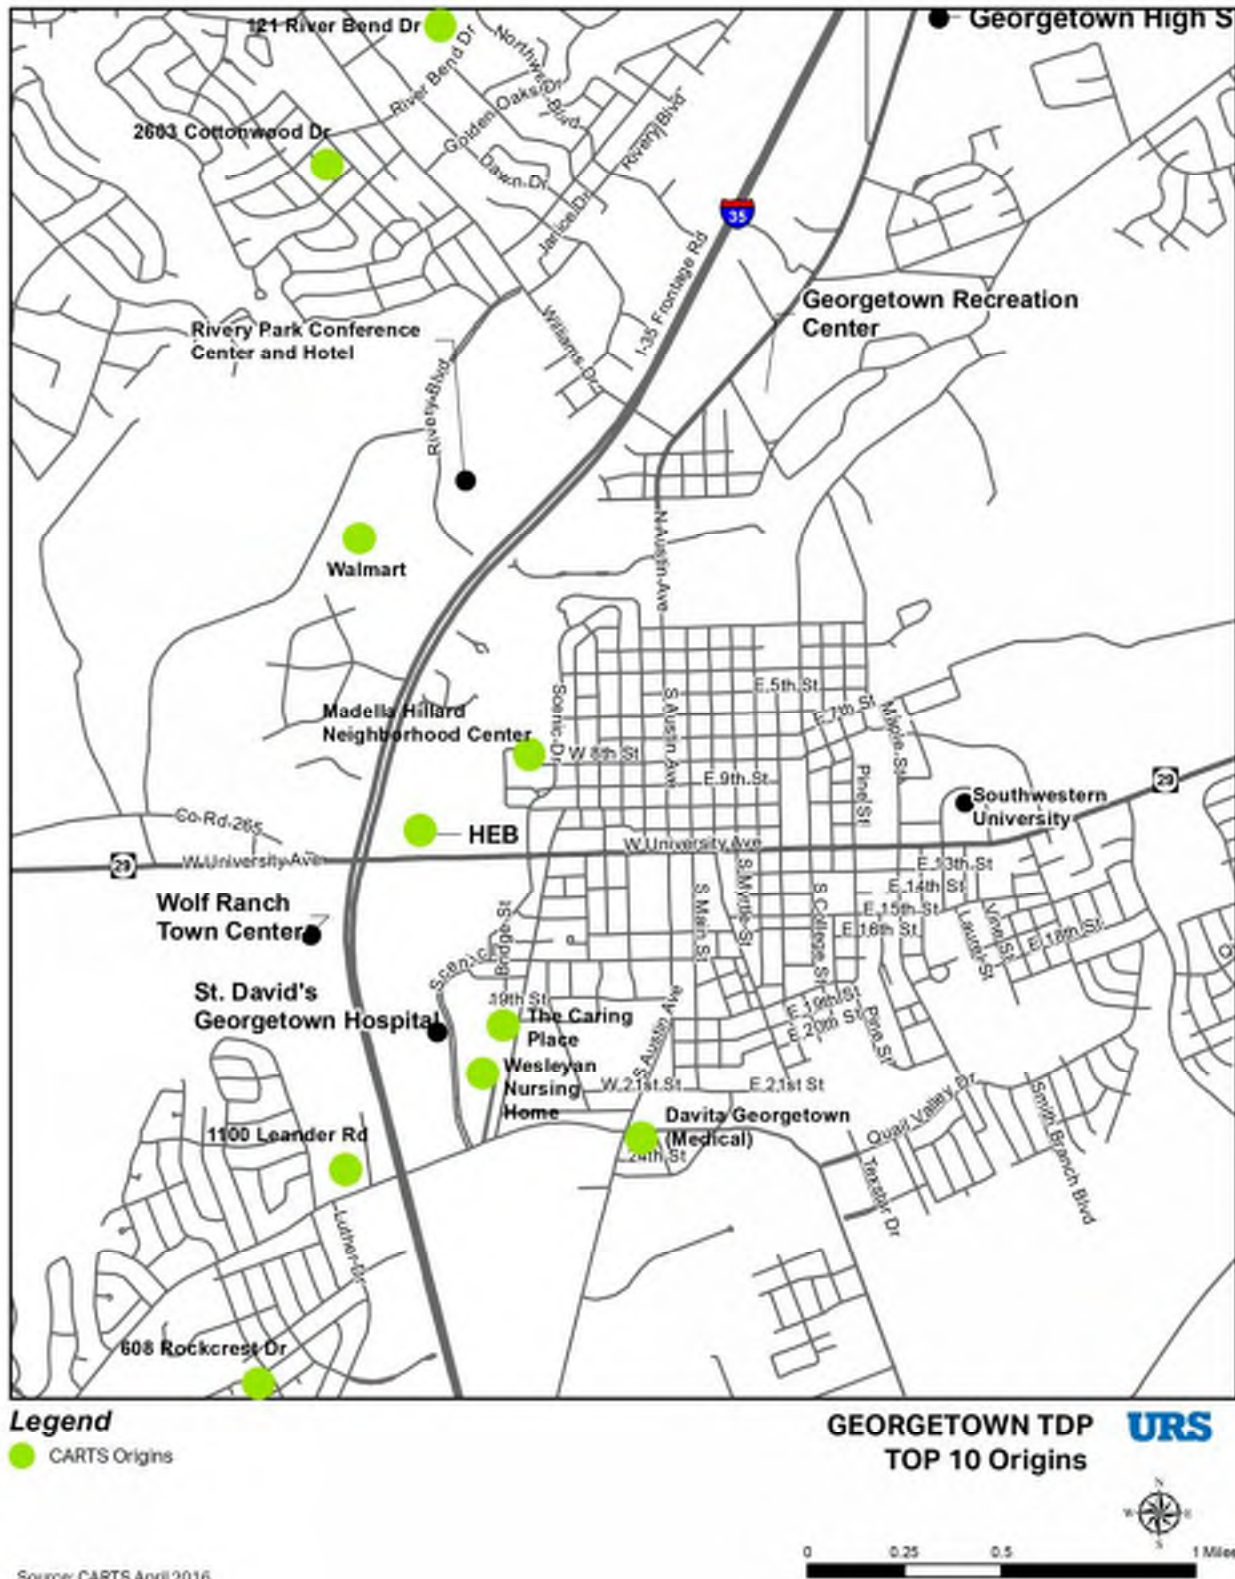 121 River Bend Dr
Georgetown High S
Northwest Blvd
River Bend Dr
Golden Oaks Dr
2603 Cottonwood Dr
Rivery Blvd
Dawn Dr
Janice Dr
35
I-35 Frontage Rd
Georgetown Recreation
Center
Rivery Park Conference
Center and Hotel
Williams Dr
Rivery Blvd
N Austin Ave
Walmart
E 5th St
Madella Hillard
Neighborhood Center
Scenic Dr
S Austin Ave
E 7th St
Maple St
W 8th St
E 9th St
Pine St
29
Southwestern
University
Co Rd 265
HEB
W University Ave
W University Ave
29
E 13th St
E 14th St
E 15th St
E 16th St
E 18th St
S Main St
S Myrtle St
S College St
Laurel St
Vine St
Wolf Ranch
Town Center
Bridge St
Scenic
St. David's
Georgetown Hospital
19th St
The Caring
Place
S Austin Ave
E 19th St
E 20th St
Pine St
Wesleyan
Nursing
Home
W 21st St
E 21st St
Davita Georgetown
(Medical)
24th St
Quail Valley Dr
Smith Branch Blvd
Texstar Dr
1100 Leander Rd
Luther Dr
608 Rockcrest Dr
Legend
CARTS Origins
GEORGETOWN TDP
TOP 10 Origins
URS
N
W E
S
0 0.25 0.5 1 Miles
Source: CARTS April 2016